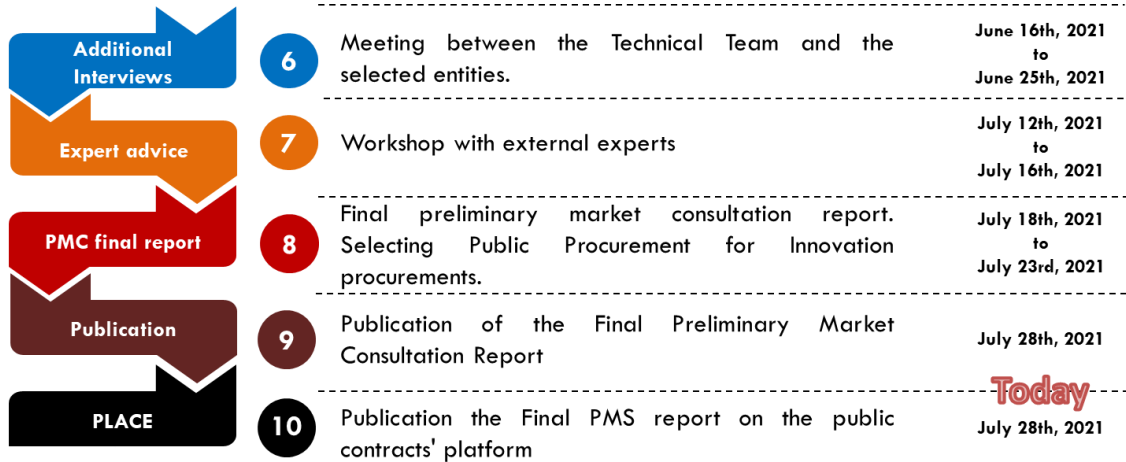 Additional
Interviews
6
Meeting between the Technical Team and the
selected entities.
June 16th, 2021
to
June 25th, 2021
Expert advice
7
Workshop with external experts
July 12th, 2021
to
July 16th, 2021
PMC final report
8
Final preliminary market consultation report.
Selecting Public Procurement for Innovation
procurements.
July 18th, 2021
to
July 23rd, 2021
Publication
9
Publication of the Final Preliminary Market
Consultation Report
July 28th, 2021
PLACE
10
Publication the Final PMS report on the public
contracts' platform
Today
July 28th, 2021